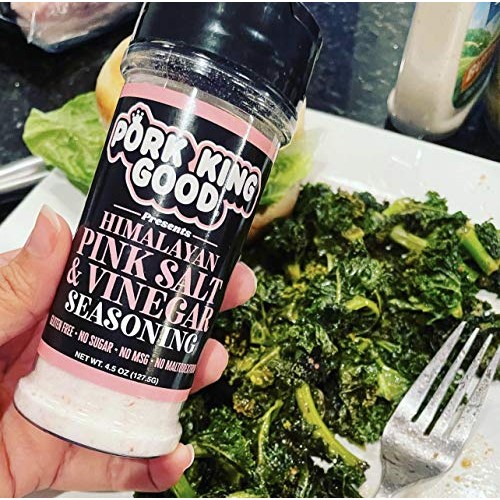 PORK KING
GOOD
Presents
HIMALAYAN
PINK SALT
& VINEGAR
SEASONING
GLUTEN FREE • NO SUGAR • NO MSG • NO MALTODEXTRIN
NET WT. 4.5 OZ (127.5G)